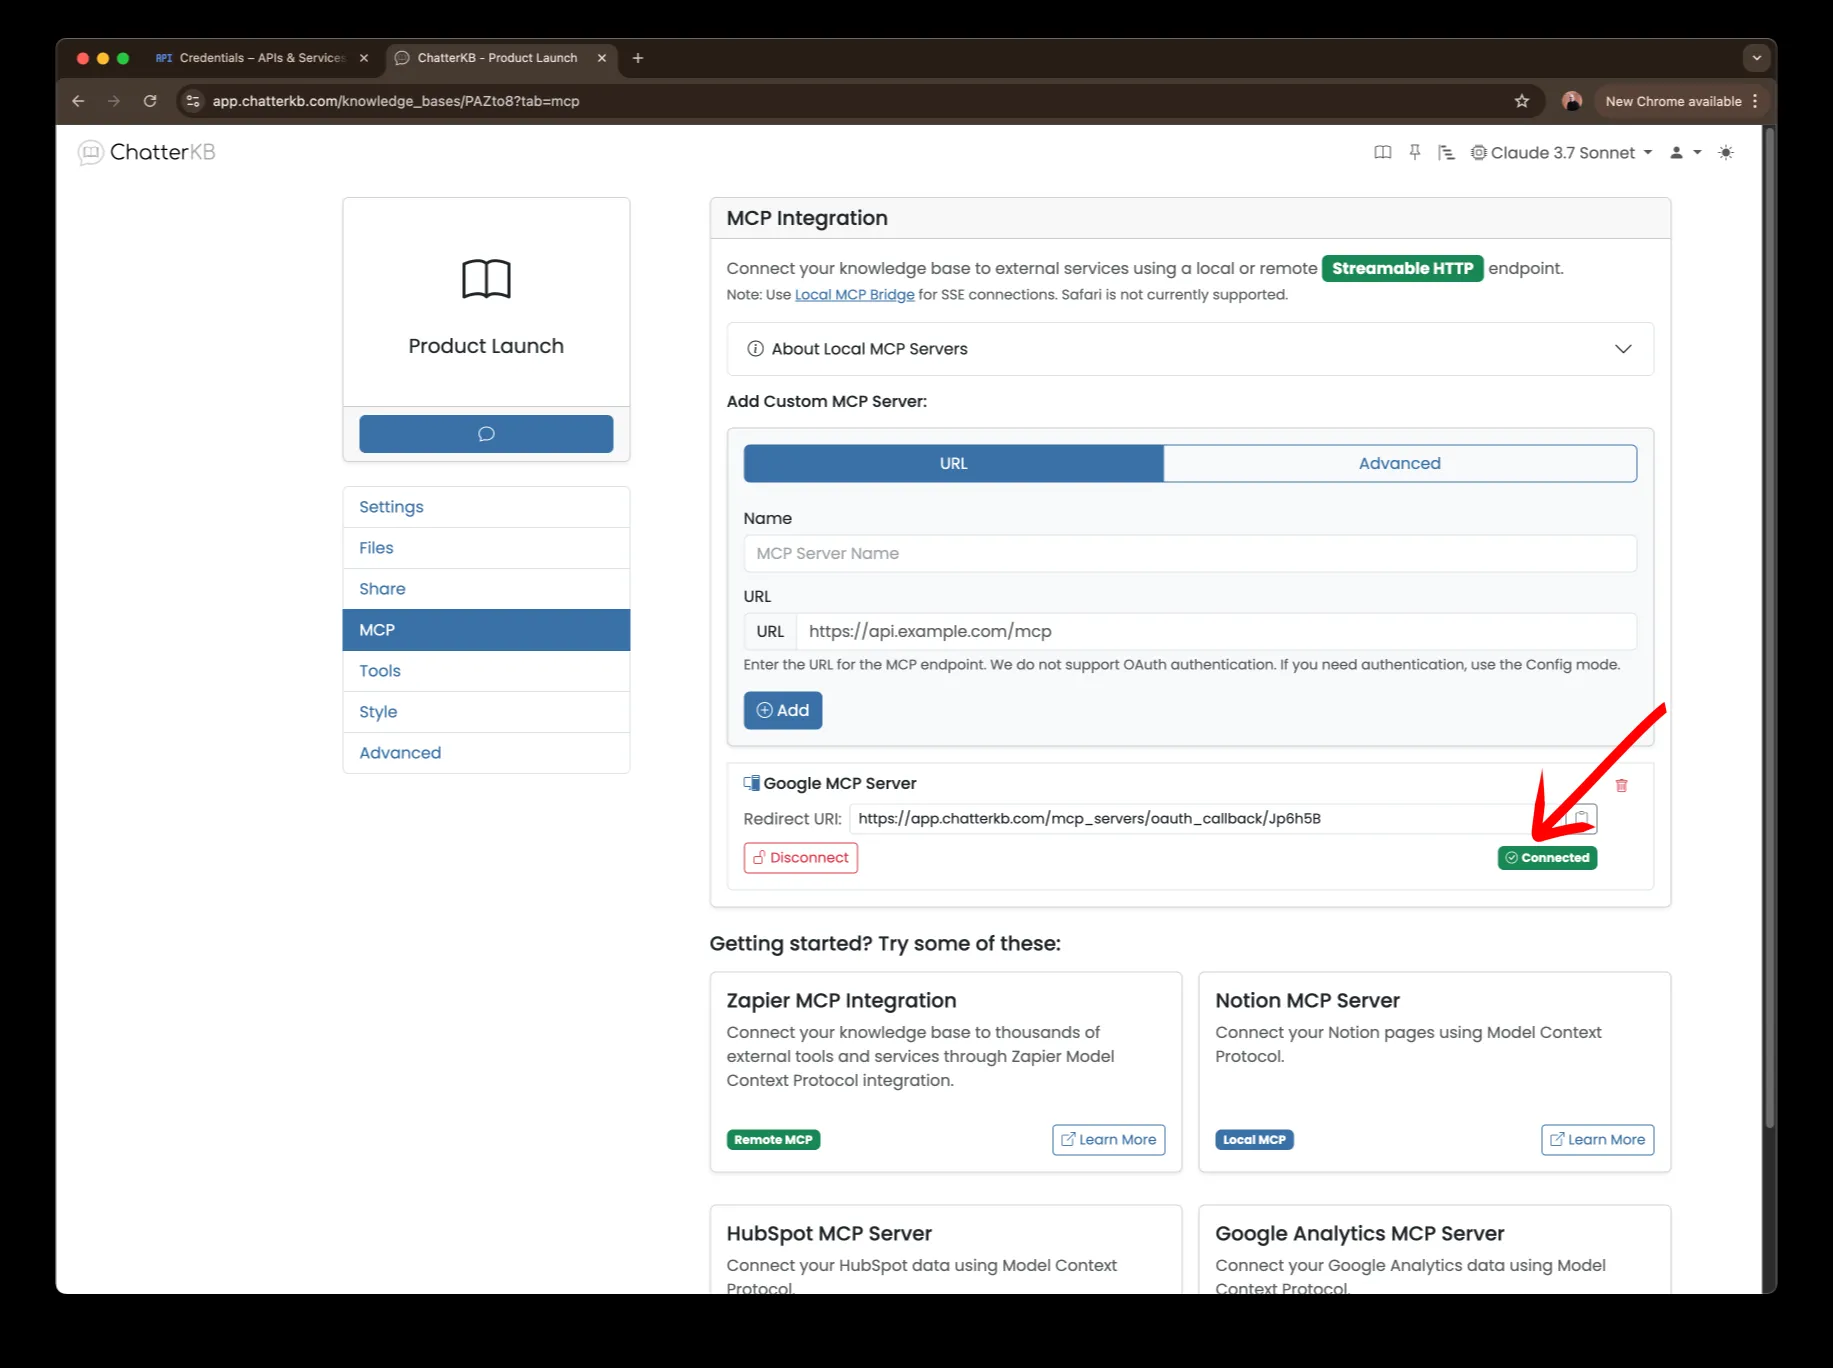 API Credentials – APIs & Services
ChatterKB - Product Launch
app.chatterkb.com/knowledge_bases/PAZto8?tab=mcp
New Chrome available
ChatterKB
Claude 3.7 Sonnet
Product Launch
Settings
Files
Share
MCP
Tools
Style
Advanced
MCP Integration
Connect your knowledge base to external services using a local or remote Streamable HTTP endpoint.
Note: Use Local MCP Bridge for SSE connections. Safari is not currently supported.
About Local MCP Servers
Add Custom MCP Server:
URL
Advanced
Name
MCP Server Name
URL
URL https://api.example.com/mcp
Enter the URL for the MCP endpoint. We do not support OAuth authentication. If you need authentication, use the Config mode.
Add
Google MCP Server
Redirect URI: https://app.chatterkb.com/mcp_servers/oauth_callback/Jp6h5B
Disconnect
Connected
Getting started? Try some of these:
Zapier MCP Integration
Connect your knowledge base to thousands of
external tools and services through Zapier Model
Context Protocol integration.
Remote MCP
Learn More
Notion MCP Server
Connect your Notion pages using Model Context
Protocol.
Local MCP
Learn More
HubSpot MCP Server
Connect your HubSpot data using Model Context
Protocol.
Google Analytics MCP Server
Connect your Google Analytics data using Model
Context Protocol.